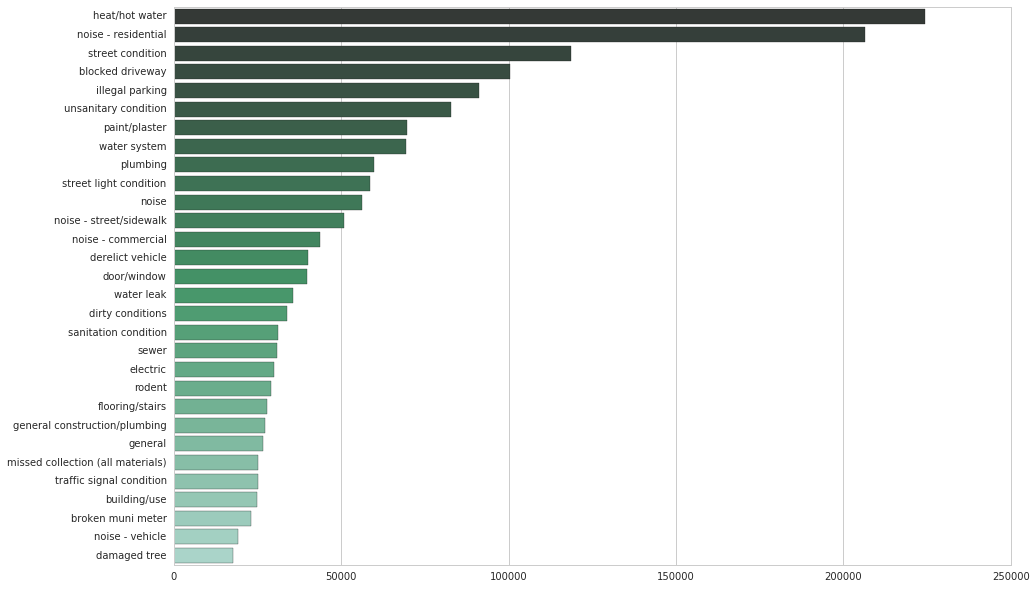 heat/hot water
noise - residential
street condition
blocked driveway
illegal parking
unsanitary condition
paint/plaster
water system
plumbing
street light condition
noise
noise - street/sidewalk
noise - commercial
derelict vehicle
door/window
water leak
dirty conditions
sanitation condition
sewer
electric
rodent
flooring/stairs
general construction/plumbing
general
missed collection (all materials)
traffic signal condition
building/use
broken muni meter
noise - vehicle
damaged tree
0 50000 100000 150000 200000 250000